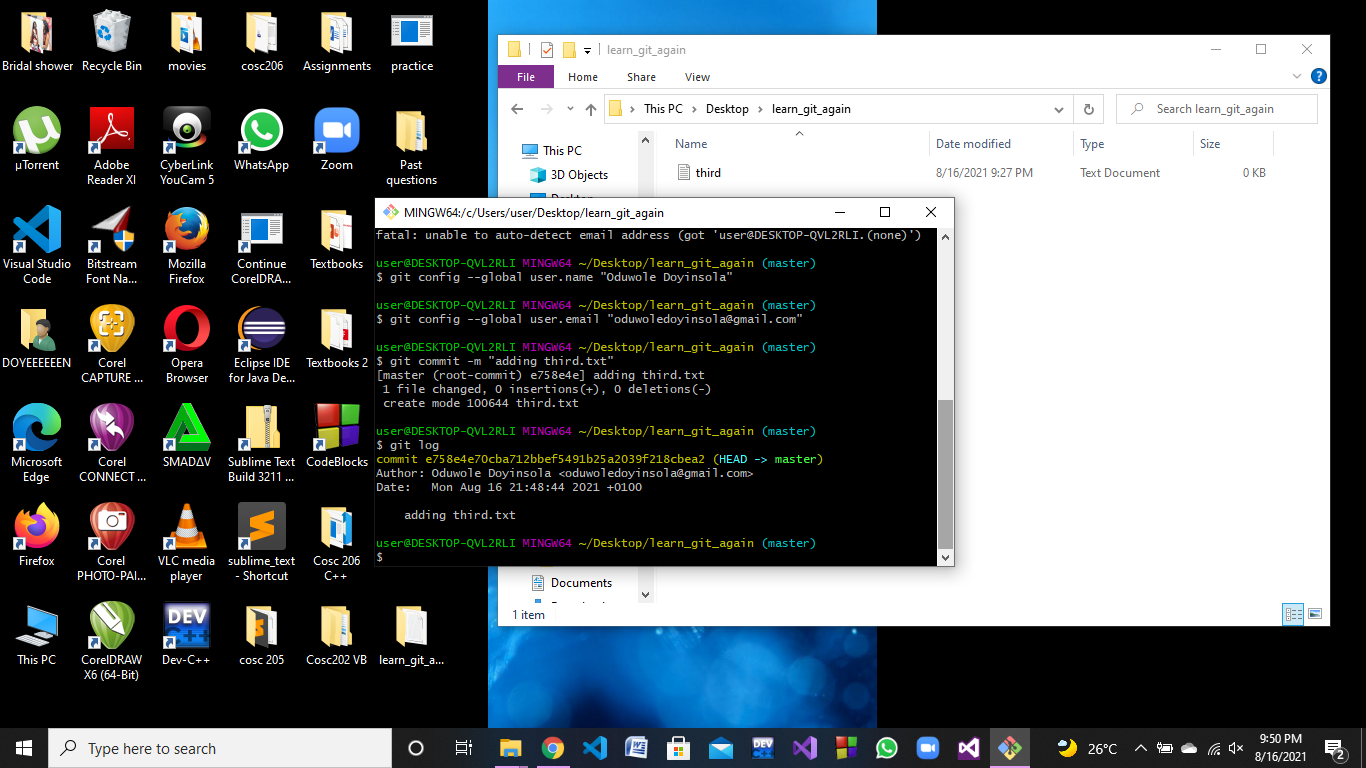 Bridal shower
Recycle Bin
movies
cosc206
Assignments
practice
µTorrent
Adobe
Reader XI
CyberLink
YouCam 5
WhatsApp
Zoom
Past
questions
Visual Studio
Code
Bitstream
Font Na...
Mozilla
Firefox
Continue
CorelDRA...
Textbooks
DOYEEEEEEN
Corel
CAPTURE ...
Opera
Browser
Eclipse IDE
for Java De...
Textbooks 2
Microsoft
Edge
Corel
CONNECT ...
SMADΔV
Sublime Text
Build 3211 ...
CodeBlocks
Firefox
Corel
PHOTO-PAI...
VLC media
player
sublime_text
- Shortcut
Cosc 206
C++
This PC
CorelDRAW
X6 (64-Bit)
DEV
C++
Dev-C++
cosc 205
Cosc202 VB
learn_git_a...
learn_git_again
File Home Share View
This PC > Desktop > learn_git_again
Search learn_git_again
Name Date modified Type Size
third 8/16/2021 9:27 PM Text Document 0 KB
This PC
3D Objects
Documents
1 item
MINGW64:/c/Users/user/Desktop/learn_git_again
fatal: unable to auto-detect email address (got 'user@DESKTOP-QVL2RLI.(none)')
user@DESKTOP-QVL2RLI MINGW64 ~/Desktop/learn_git_again (master)
$ git config --global user.name "Oduwole Doyinsola"
user@DESKTOP-QVL2RLI MINGW64 ~/Desktop/learn_git_again (master)
$ git config --global user.email "oduwoledoyinsola@gmail.com"
user@DESKTOP-QVL2RLI MINGW64 ~/Desktop/learn_git_again (master)
$ git commit -m "adding third.txt"
[master (root-commit) e758e4e] adding third.txt
1 file changed, 0 insertions(+), 0 deletions(-)
create mode 100644 third.txt
user@DESKTOP-QVL2RLI MINGW64 ~/Desktop/learn_git_again (master)
$ git log
commit e758e4e70cba712bbef5491b25a2039f218cbea2 (HEAD -> master)
Author: Oduwole Doyinsola <oduwoledoyinsola@gmail.com>
Date: Mon Aug 16 21:48:44 2021 +0100
adding third.txt
user@DESKTOP-QVL2RLI MINGW64 ~/Desktop/learn_git_again (master)
$
Type here to search
26°C
9:50 PM
8/16/2021
2